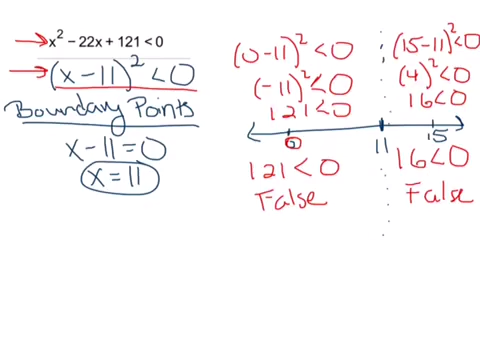 x² − 22x + 121 < 0
(x − 11)² < 0
Boundary Points
x − 11 = 0
x = 11
(0 − 11)² < 0
(−11)² < 0
121 < 0
0
121 < 0
False
(15 − 11)² < 0
(4)² < 0
16 < 0
11
15
16 < 0
False